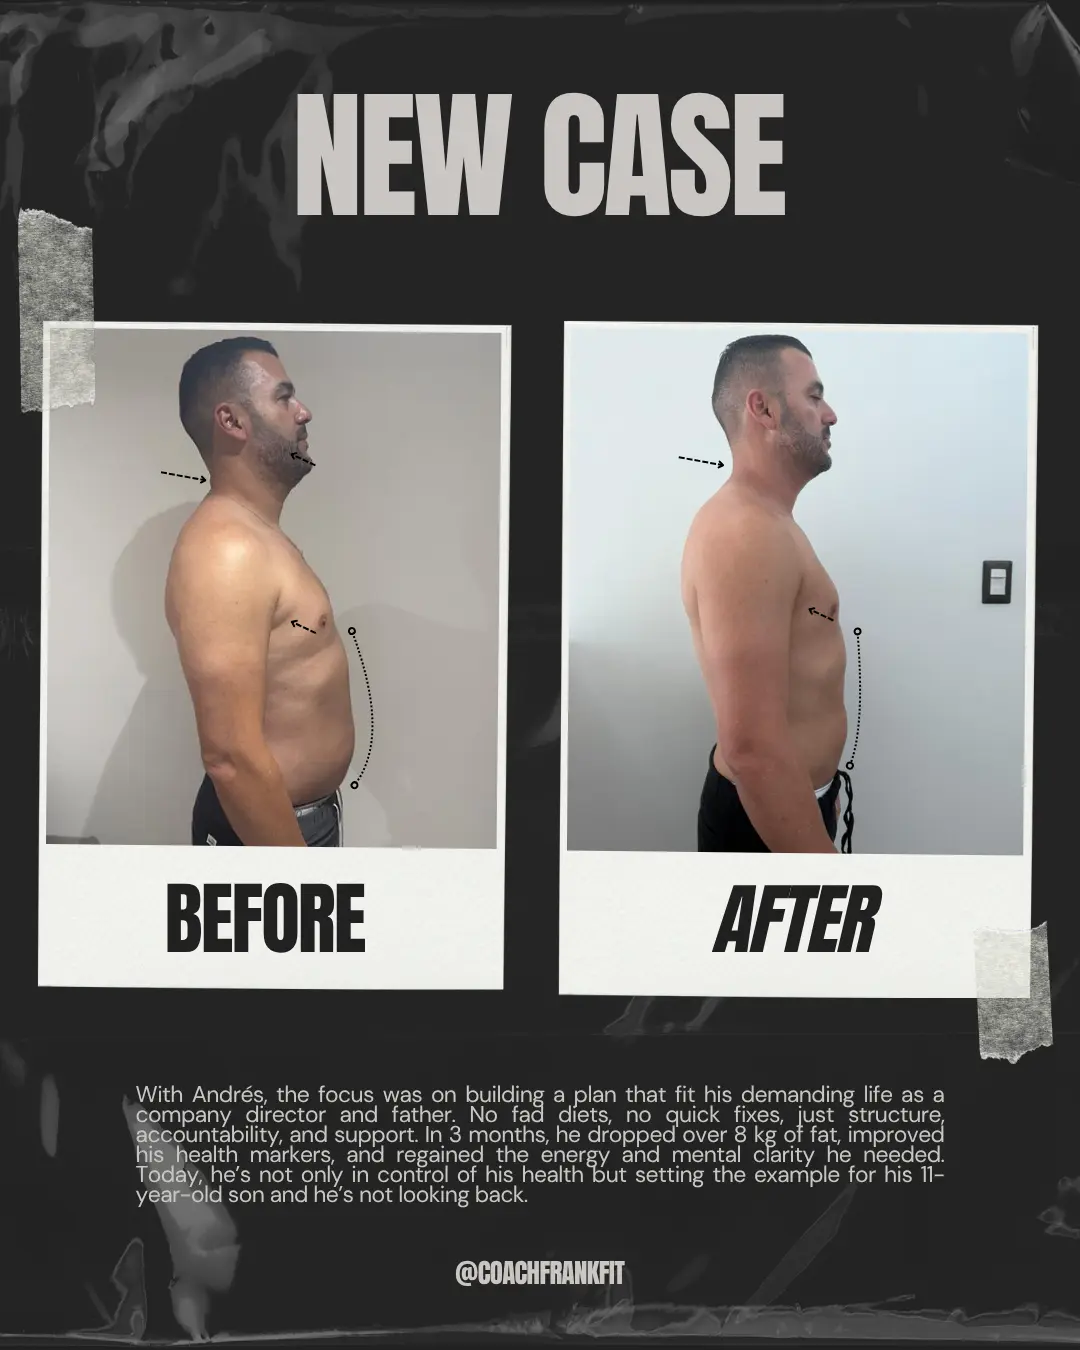 NEW CASE
BEFORE
AFTER
With Andrés, the focus was on building a plan that fit his demanding life as a
company director and father. No fad diets, no quick fixes, just structure,
accountability, and support. In 3 months, he dropped over 8 kg of fat, improved
his health markers, and regained the energy and mental clarity he needed.
Today, he’s not only in control of his health but setting the example for his 11-
year-old son and he’s not looking back.
@COACHFRANKFIT